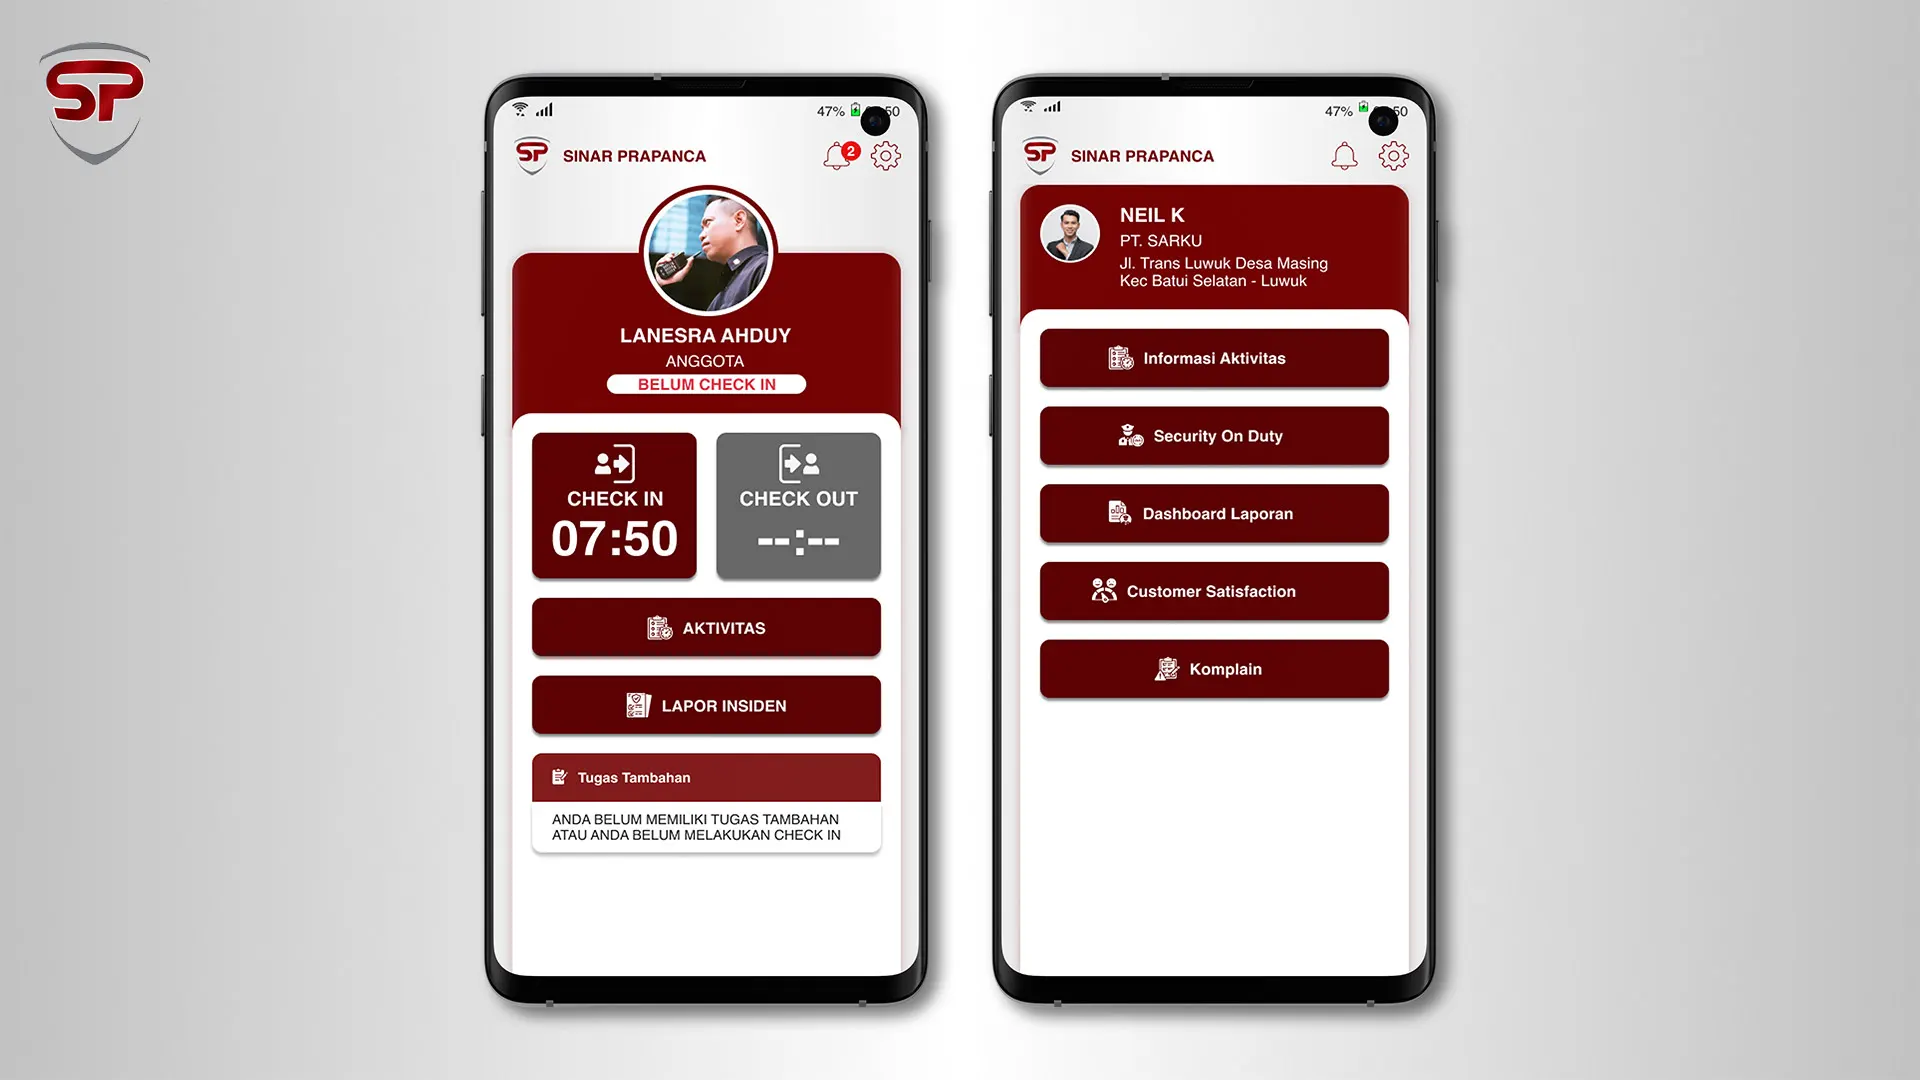 SP
47%
50
SP
SINAR PRAPANCA
2
LANESRA AHDUY
ANGGOTA
BELUM CHECK IN
CHECK IN
07:50
CHECK OUT
--:--
AKTIVITAS
LAPOR INSIDEN
Tugas Tambahan
ANDA BELUM MEMILIKI TUGAS TAMBAHAN
ATAU ANDA BELUM MELAKUKAN CHECK IN
47%
50
SP
SINAR PRAPANCA
NEIL K
PT. SARKU
Jl. Trans Luwuk Desa Masing
Kec Batui Selatan - Luwuk
Informasi Aktivitas
Security On Duty
Dashboard Laporan
Customer Satisfaction
Komplain